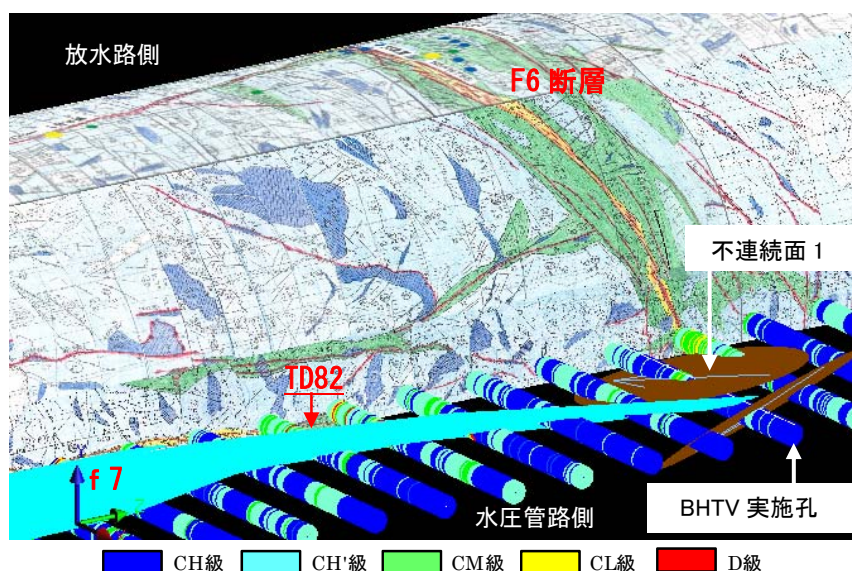 放水路側
F6 断層
不連続面 1
TD82
f 7
水圧管路側
BHTV 実施孔
CH級
CH'級
CM級
CL級
D級